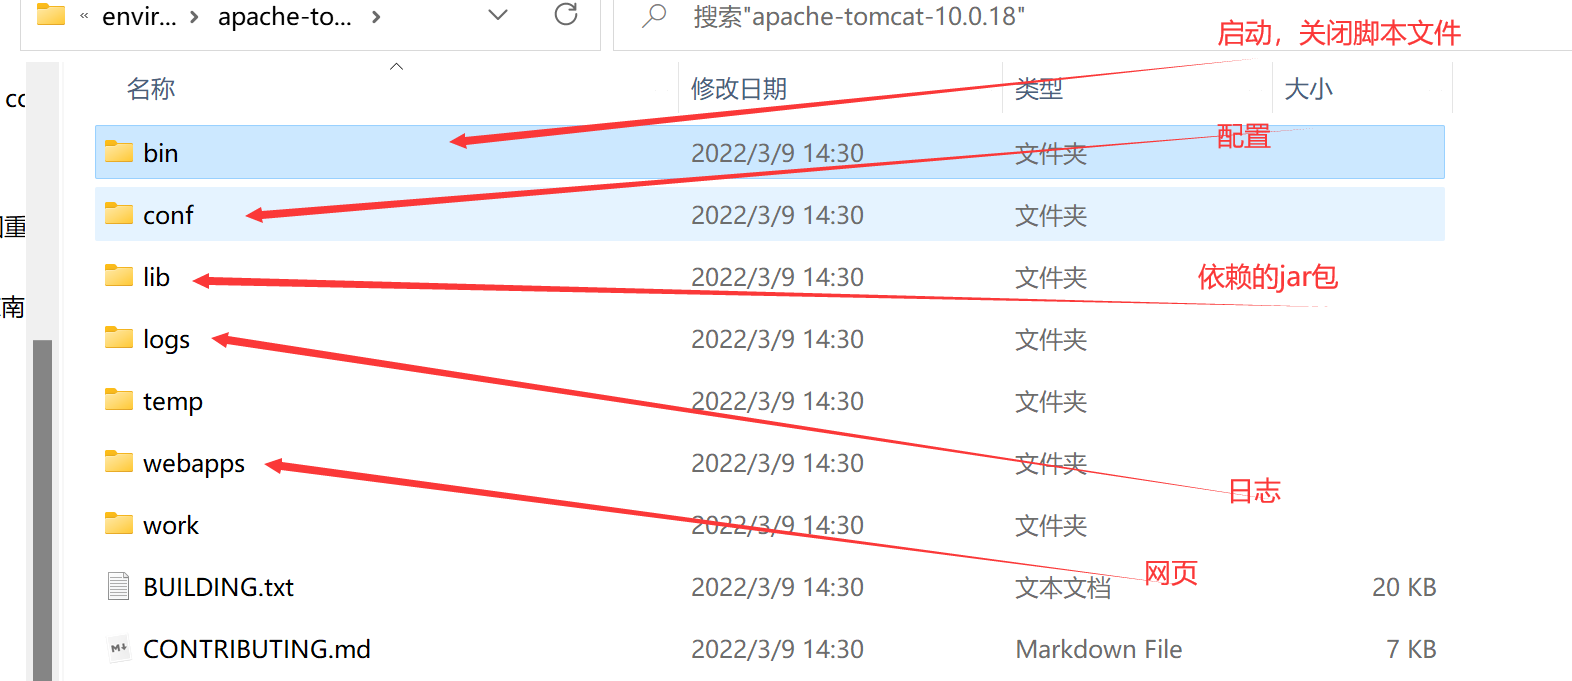 « envir... › apache-to... › 搜索"apache-tomcat-10.0.18"
启动，关闭脚本文件
名称 修改日期 类型 大小
bin 2022/3/9 14:30 文件夹 配置
conf 2022/3/9 14:30 文件夹
lib 2022/3/9 14:30 文件夹 依赖的jar包
logs 2022/3/9 14:30 文件夹
temp 2022/3/9 14:30 文件夹
webapps 2022/3/9 14:30 文件夹
日志
work 2022/3/9 14:30 文件夹
网页
BUILDING.txt 2022/3/9 14:30 文本文档 20 KB
CONTRIBUTING.md 2022/3/9 14:30 Markdown File 7 KB
重
南